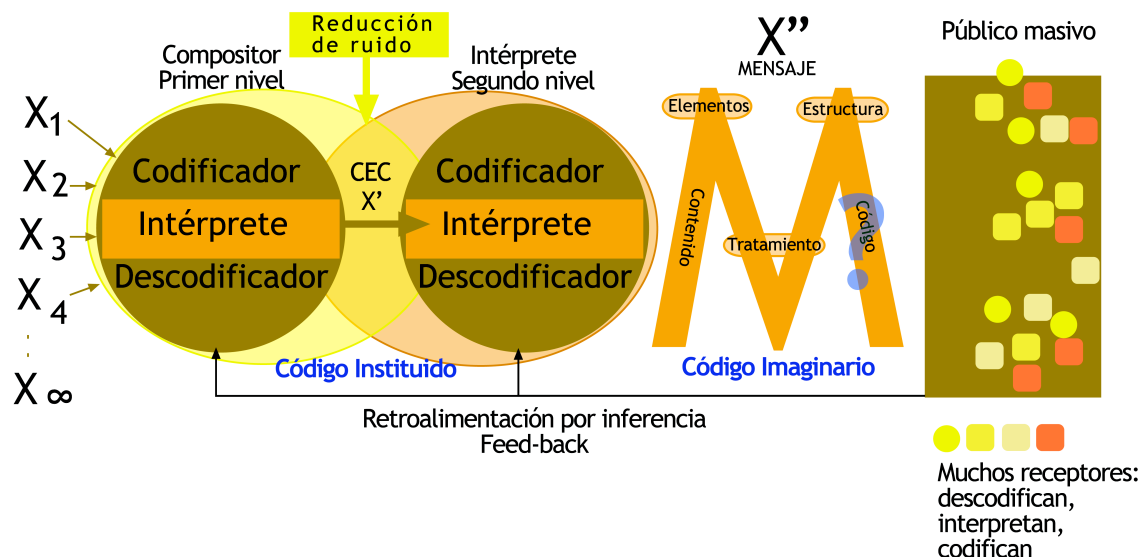 Reducción
de ruido
Compositor
Primer nivel
Intérprete
Segundo nivel
X”
MENSAJE
Público masivo
X1
X2
X3
X4
X∞
Codificador
Intérprete
Descodificador
CEC
X’
Codificador
Intérprete
Descodificador
Elementos
Estructura
Contenido
Tratamiento
Código
?
Código Instituido
Código Imaginario
Retroalimentación por inferencia
Feed-back
Muchos receptores:
descodifican,
interpretan,
codifican